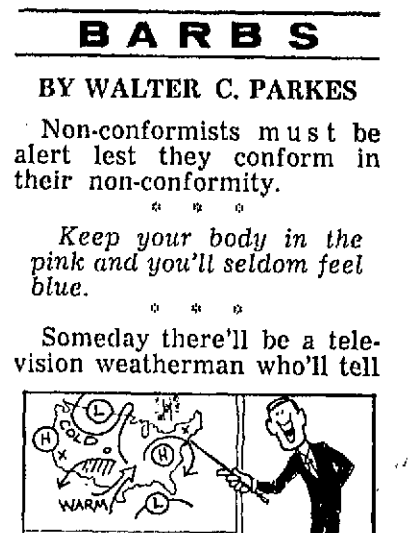 BARBS
BY WALTER C. PARKES
Non-conformists must be
alert lest they conform in
their non-conformity.
* * *
Keep your body in the
pink and you'll seldom feel
blue.
* * *
Someday there'll be a tele-
vision weatherman who'll tell
L
H
COLD
x
x
H
WARM
L